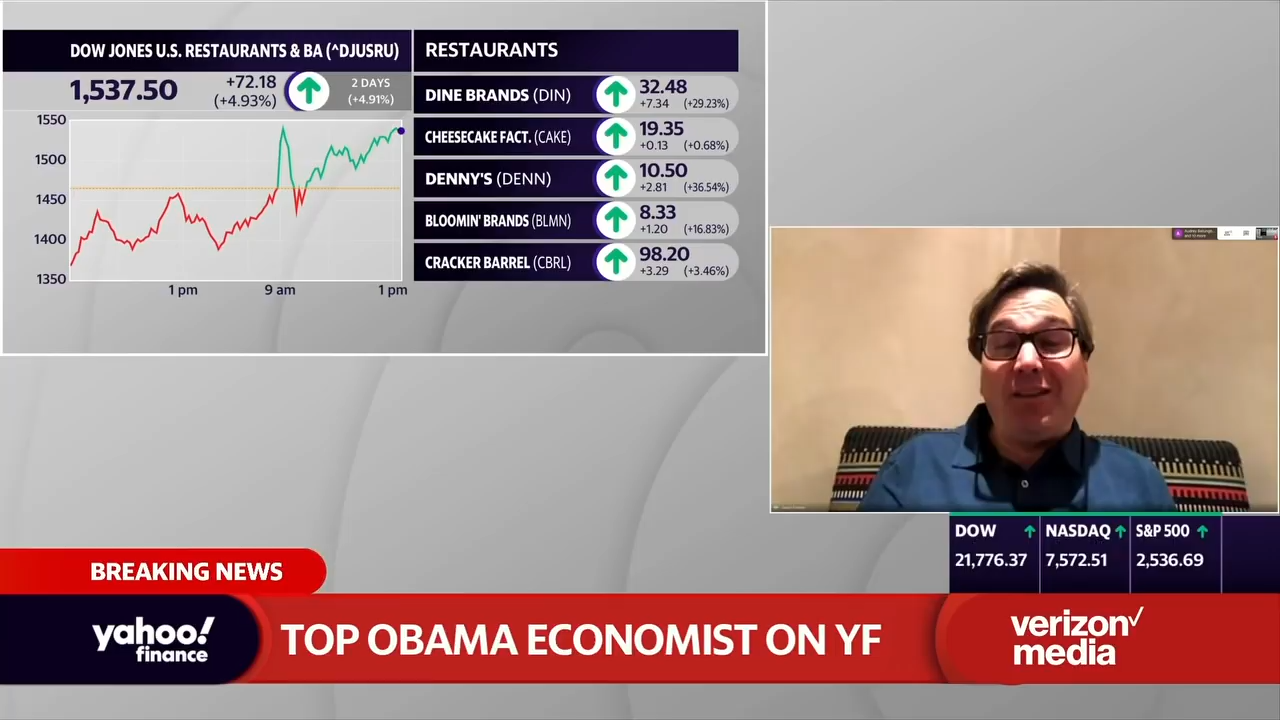 DOW JONES U.S. RESTAURANTS & BA (^DJUSRU)
1,537.50
+72.18
(+4.93%)
2 DAYS
(+4.91%)
1550
1500
1450
1400
1350
1 pm
9 am
1 pm
RESTAURANTS
DINE BRANDS (DIN)
32.48
+7.34 (+29.23%)
CHEESECAKE FACT. (CAKE)
19.35
+0.13 (+0.68%)
DENNY'S (DENN)
10.50
+2.81 (+36.54%)
BLOOMIN' BRANDS (BLMN)
8.33
+1.20 (+16.83%)
CRACKER BARREL (CBRL)
98.20
+3.29 (+3.46%)
DOW
21,776.37
NASDAQ
7,572.51
S&P 500
2,536.69
BREAKING NEWS
yahoo!
finance
TOP OBAMA ECONOMIST ON YF
verizon
media